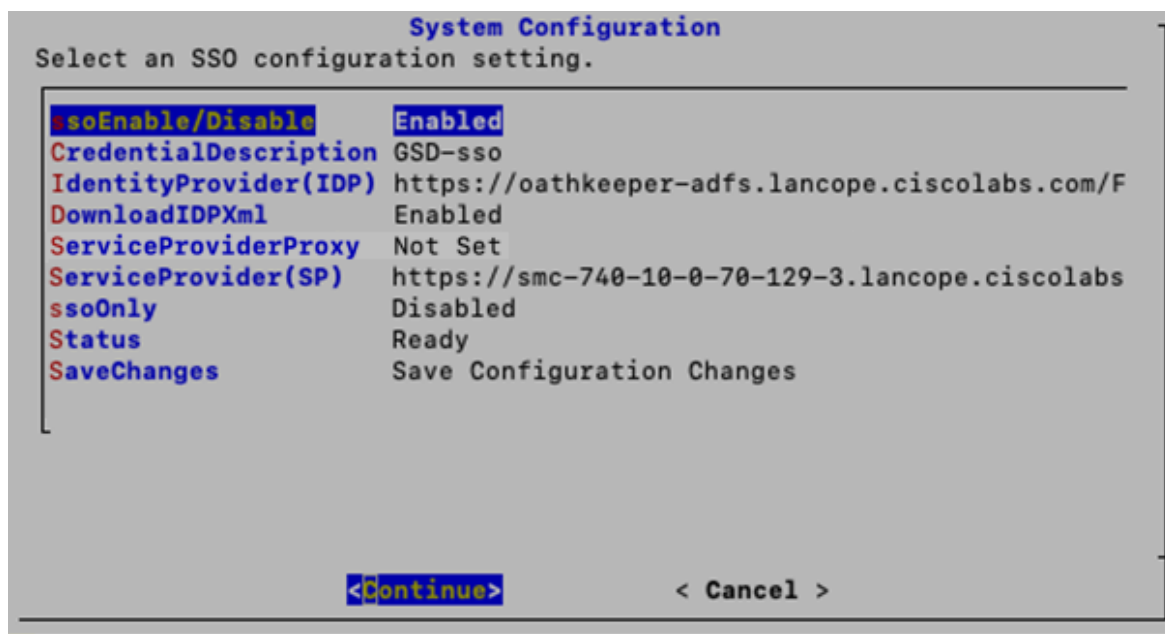 System Configuration
Select an SSO configuration setting.
ssoEnable/Disable Enabled
CredentialDescription GSD-sso
IdentityProvider(IDP) https://oathkeeper-adfs.lancope.ciscolabs.com/F
DownloadIDPXml Enabled
ServiceProviderProxy Not Set
ServiceProvider(SP) https://smc-740-10-0-70-129-3.lancope.ciscolabs
ssoOnly Disabled
Status Ready
SaveChanges Save Configuration Changes
<Continue> < Cancel >